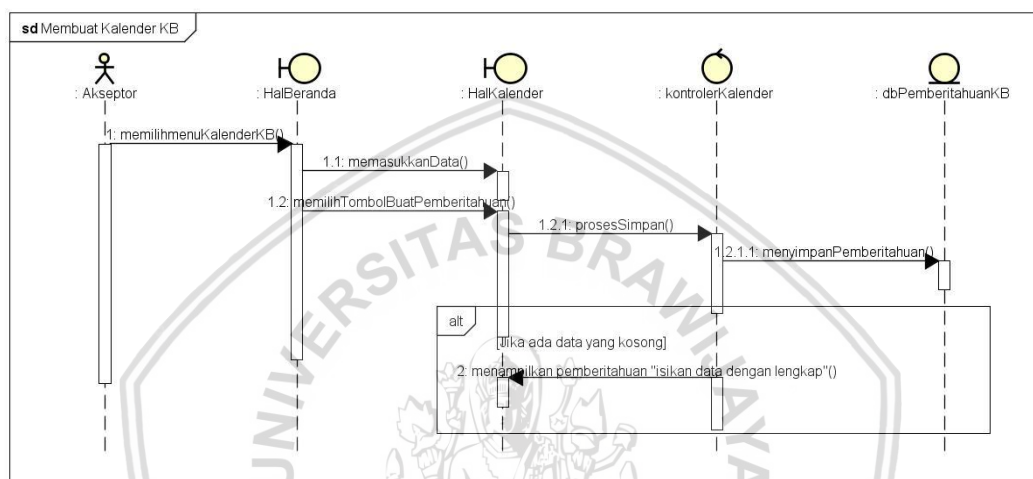 sd Membuat Kalender KB
: Akseptor
: HalBeranda
: HalKalender
: kontrolerKalender
: dbPemberitahuanKB
1: memilihmenuKalenderKB()
1.1: memasukkanData()
1.2: memilihTombolBuatPemberitahuan()
1.2.1: prosesSimpan()
1.2.1.1: menyimpanPemberitahuan()
alt
[Jika ada data yang kosong]
2: menampilkan pemberitahuan "isikan data dengan lengkap"()
UNIVERSITAS BRAWIJAYA